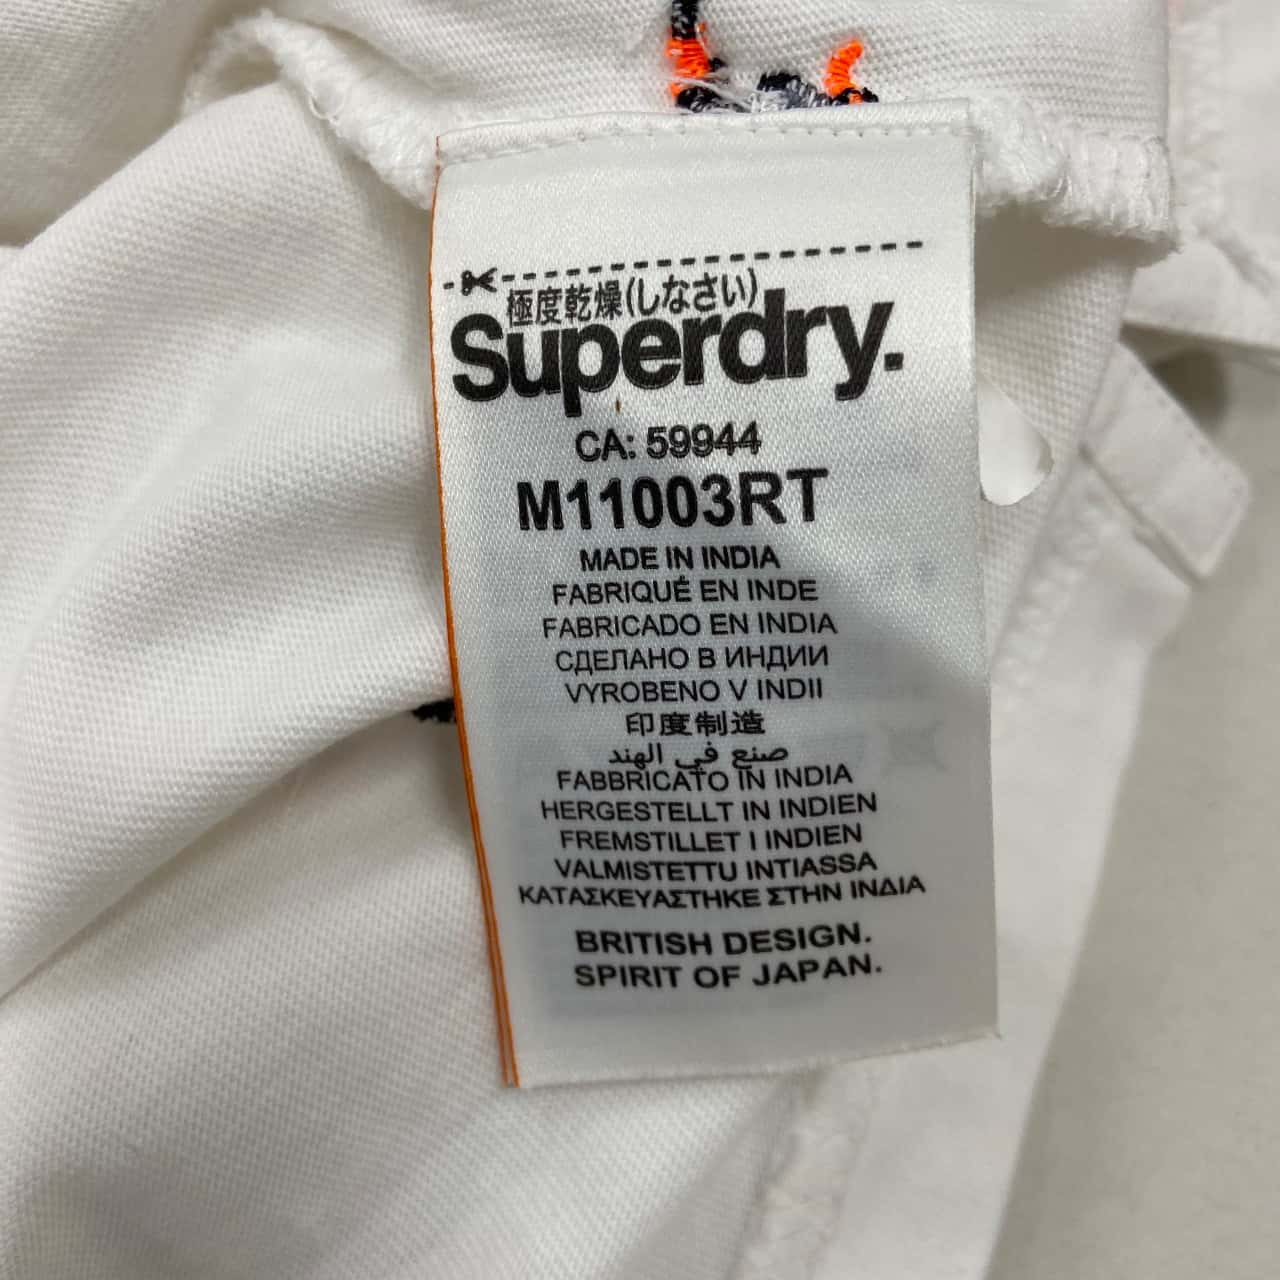 極度乾燥(しなさい)
Superdry.
CA: 59944
M11003RT
MADE IN INDIA
FABRIQUÉ EN INDE
FABRICADO EN INDIA
СДЕЛАНО В ИНДИИ
VYROBENO V INDII
印度制造
صنع في الهند
FABBRICATO IN INDIA
HERGESTELLT IN INDIEN
FREMSTILLET I INDIEN
VALMISTETTU INTIASSA
ΚΑΤΑΣΚΕΥΑΣΤΗΚΕ ΣΤΗΝ ΙΝΔΙΑ
BRITISH DESIGN.
SPIRIT OF JAPAN.